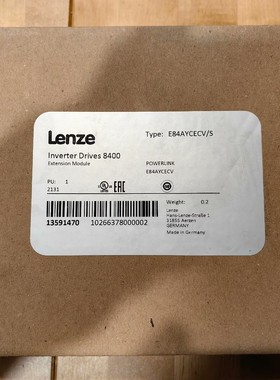 Lenze
Type: E84AYCECV/S
Inverter Drives 8400
Extension Module
POWERLINK
E84AYCECV
PU: 1
2131
EAC
13591470
10266378000002
Weight: 0.2
Lenze
Hans-Lenze-Straße 1
31855 Aerzen
GERMANY
Made in Germany